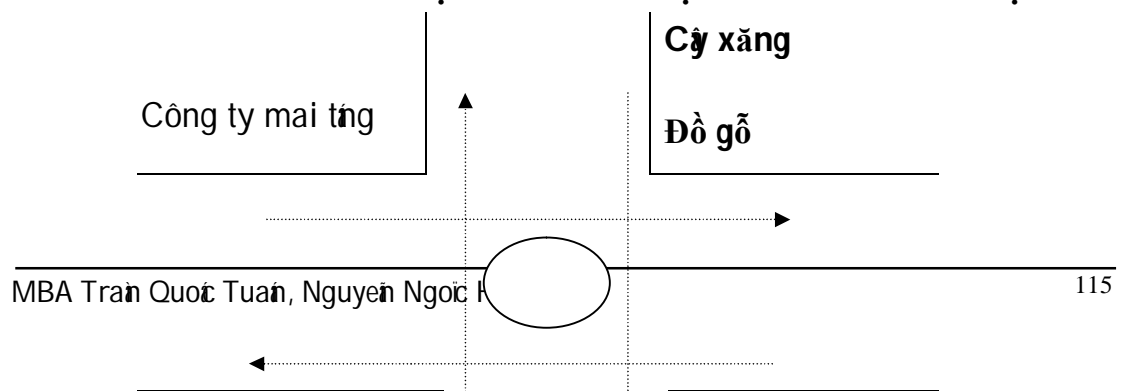 Cây xăng
Công ty mai táng
Đồ gỗ
MBA Trần Quốc Tuấn, Nguyễn Ngọc
115